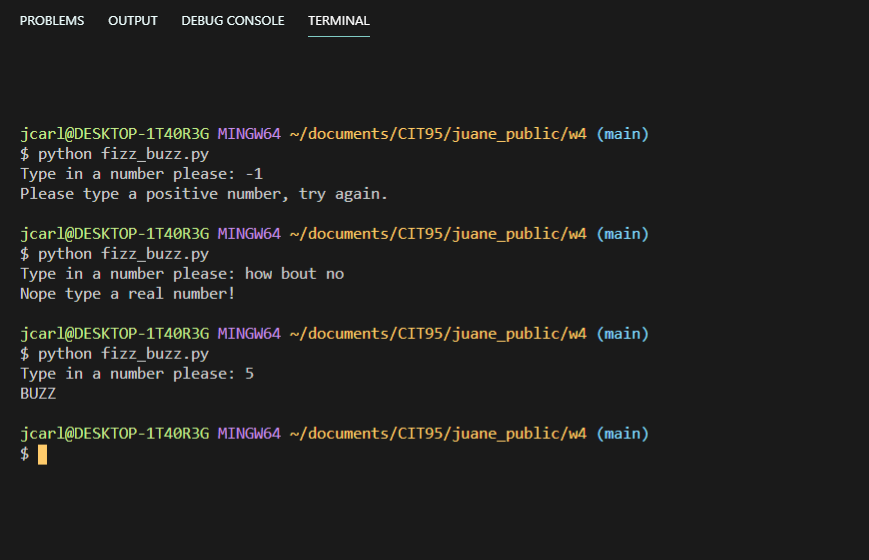 PROBLEMS OUTPUT DEBUG CONSOLE TERMINAL
jcarl@DESKTOP-1T40R3G MINGW64 ~/documents/CIT95/juane_public/w4 (main)
$ python fizz_buzz.py
Type in a number please: -1
Please type a positive number, try again.
jcarl@DESKTOP-1T40R3G MINGW64 ~/documents/CIT95/juane_public/w4 (main)
$ python fizz_buzz.py
Type in a number please: how bout no
Nope type a real number!
jcarl@DESKTOP-1T40R3G MINGW64 ~/documents/CIT95/juane_public/w4 (main)
$ python fizz_buzz.py
Type in a number please: 5
BUZZ
jcarl@DESKTOP-1T40R3G MINGW64 ~/documents/CIT95/juane_public/w4 (main)
$